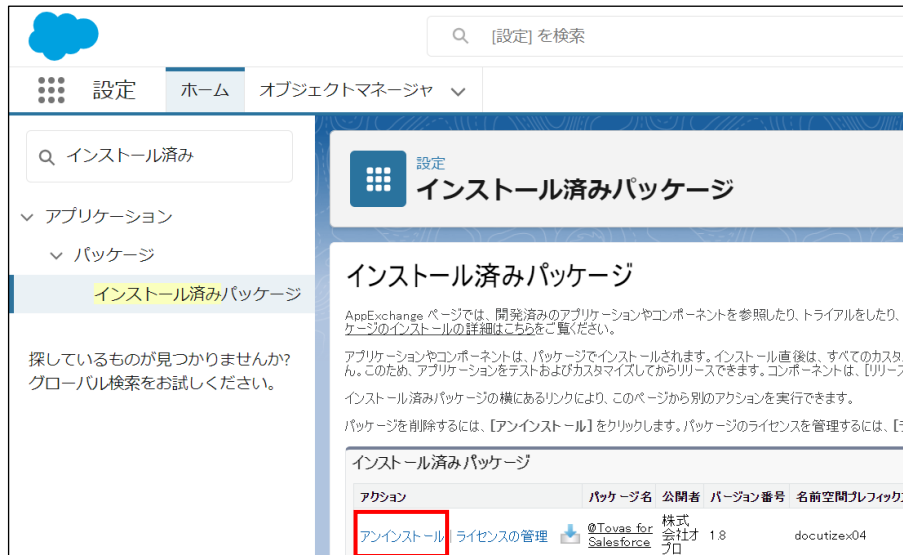 [設定] を検索
設定
ホーム
オブジェクトマネージャ
インストール済み
アプリケーション
パッケージ
インストール済みパッケージ
探しているものが見つかりませんか?
グローバル検索をお試しください。
設定
インストール済みパッケージ
インストール済みパッケージ
AppExchange ページでは、開発済みのアプリケーションやコンポーネントを参照したり、トライアルをしたり、
ケージのインストールの詳細はこちらをご覧ください。
アプリケーションやコンポーネントは、パッケージでインストールされます。インストール直後は、すべてのカスタ
ん。このため、アプリケーションをテストおよびカスタマイズしてからリリースできます。コンポーネントは、[リリース
インストール済みパッケージの横にあるリンクにより、このページから別のアクションを実行できます。
パッケージを削除するには、[アンインストール] をクリックします。パッケージのライセンスを管理するには、[
インストール済みパッケージ
アクション パッケージ名 公開者 バージョン番号 名前空間プレフィック
アンインストール | ライセンスの管理 @Tovas for Salesforce 株式会社オプロ 1.8 docutizex04